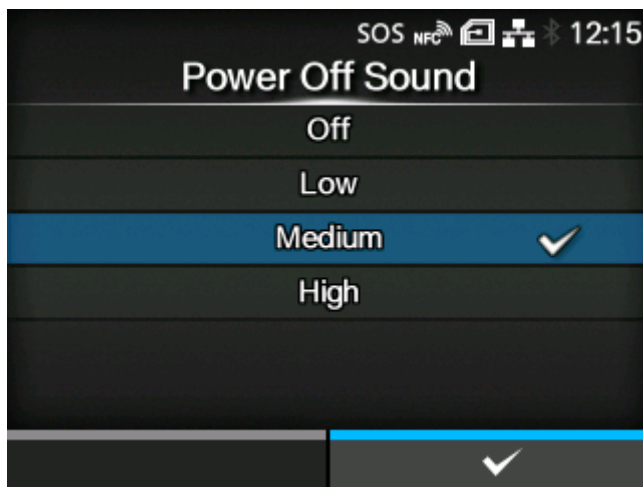 SOS NFC 12:15
Power Off Sound
Off
Low
Medium
High